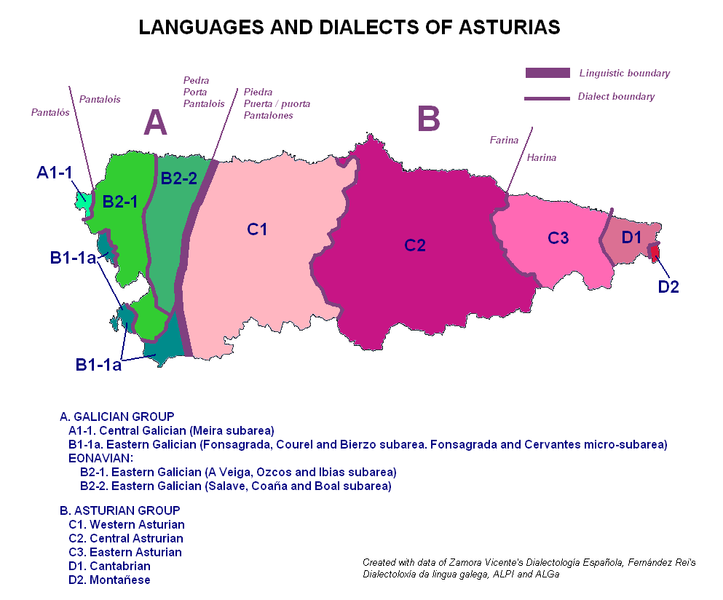 LANGUAGES AND DIALECTS OF ASTURIAS
Linguistic boundary
Dialect boundary
Pantalós
Pantalois
A
Pedra
Porta
Pantalois
Piedra
Puerta / puorta
Pantalones
B
Farina
Harina
A1-1
B2-1
B2-2
C1
C2
C3
D1
D2
B1-1a
B1-1a
A. GALICIAN GROUP
A1-1. Central Galician (Meira subarea)
B1-1a. Eastern Galician (Fonsagrada, Courel and Bierzo subarea. Fonsagrada and Cervantes micro-subarea)
EONAVIAN:
B2-1. Eastern Galician (A Veiga, Ozcos and Ibias subarea)
B2-2. Eastern Galician (Salave, Coaña and Boal subarea)
B. ASTURIAN GROUP
C1. Western Asturian
C2. Central Astrurian
C3. Eastern Asturian
D1. Cantabrian
D2. Montañese
Created with data of Zamora Vicente's Dialectología Española, Fernández Rei's
Dialectoloxía da lingua galega, ALPI and ALGa